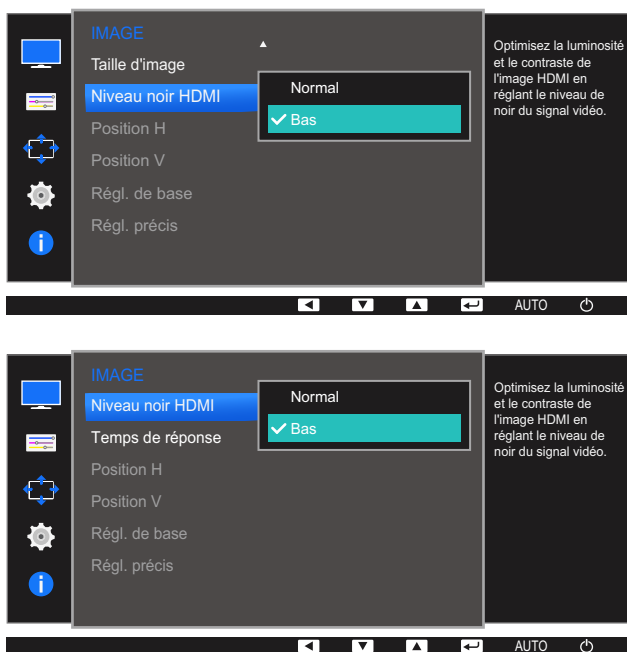 IMAGE
Taille d'image
Niveau noir HDMI
Position H
Position V
Régl. de base
Régl. précis
Normal
Bas
Optimisez la luminosité
et le contraste de
l'image HDMI en
réglant le niveau de
noir du signal vidéo.
AUTO
IMAGE
Niveau noir HDMI
Temps de réponse
Position H
Position V
Régl. de base
Régl. précis
Normal
Bas
Optimisez la luminosité
et le contraste de
l'image HDMI en
réglant le niveau de
noir du signal vidéo.
AUTO